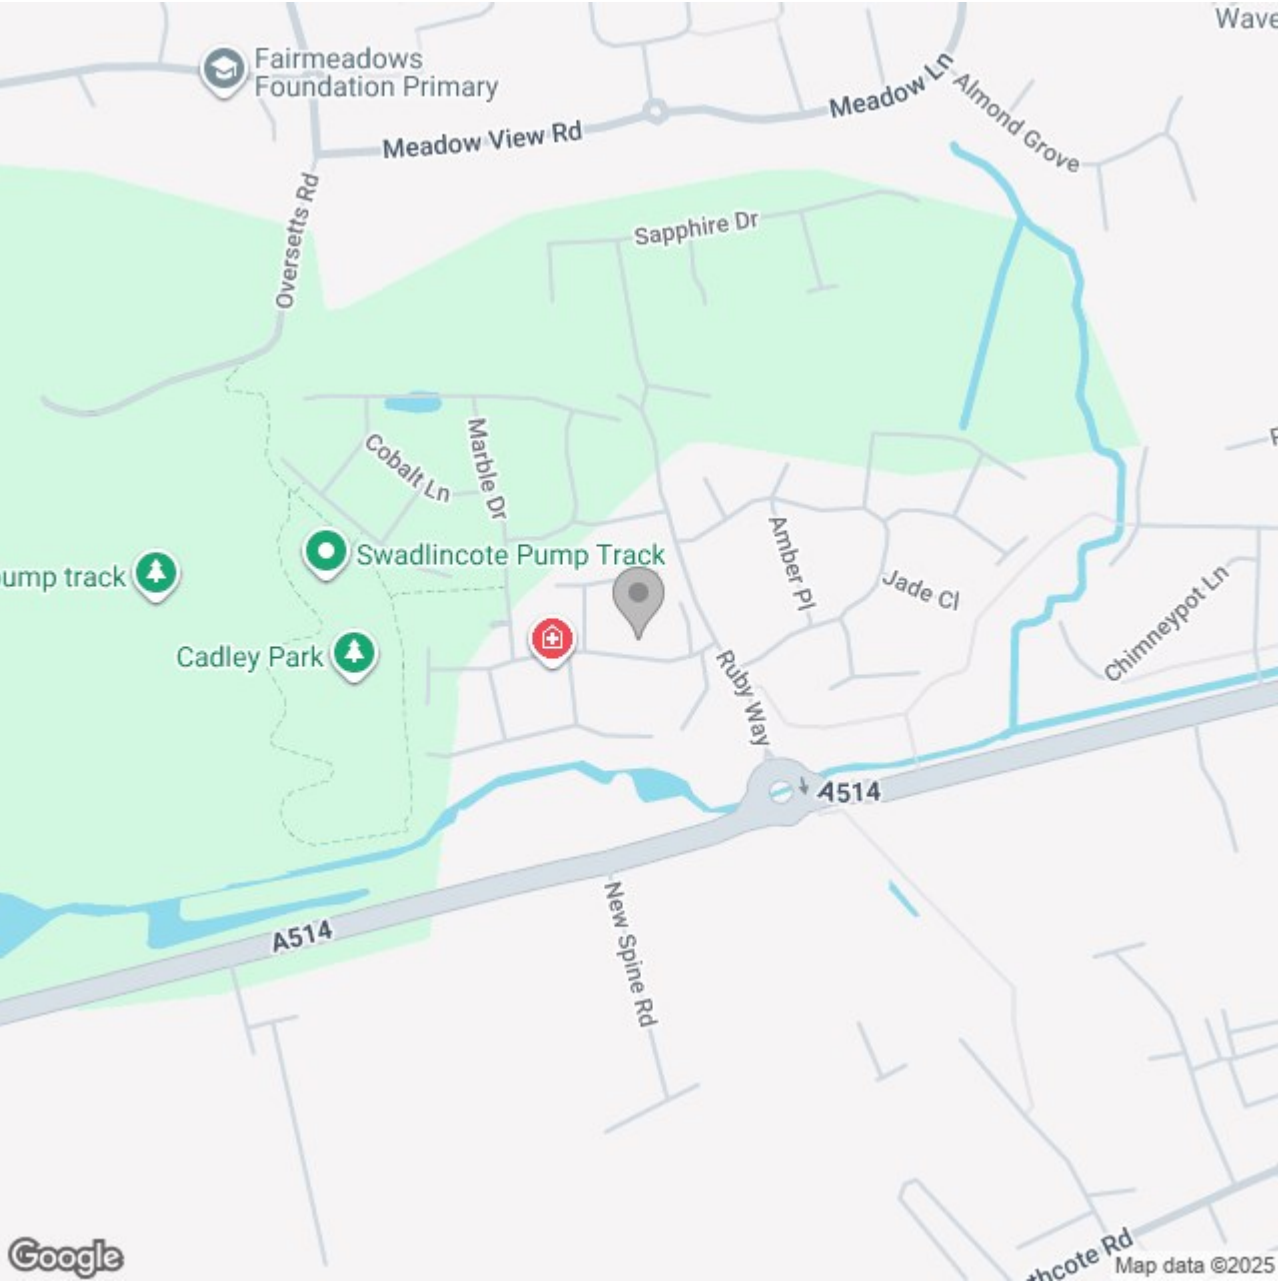 Wave
Fairmeadows
Foundation Primary
Meadow View Rd
Meadow Ln
Almond Grove
Oversetts Rd
Sapphire Dr
Cobalt Ln
Marble Dr
Swadlincote Pump Track
ump track
Amber Pl
Jade Cl
Chimneypot Ln
Cadley Park
Ruby Way
A514
A514
New Spine Rd
thcote Rd
Google
Map data ©2025